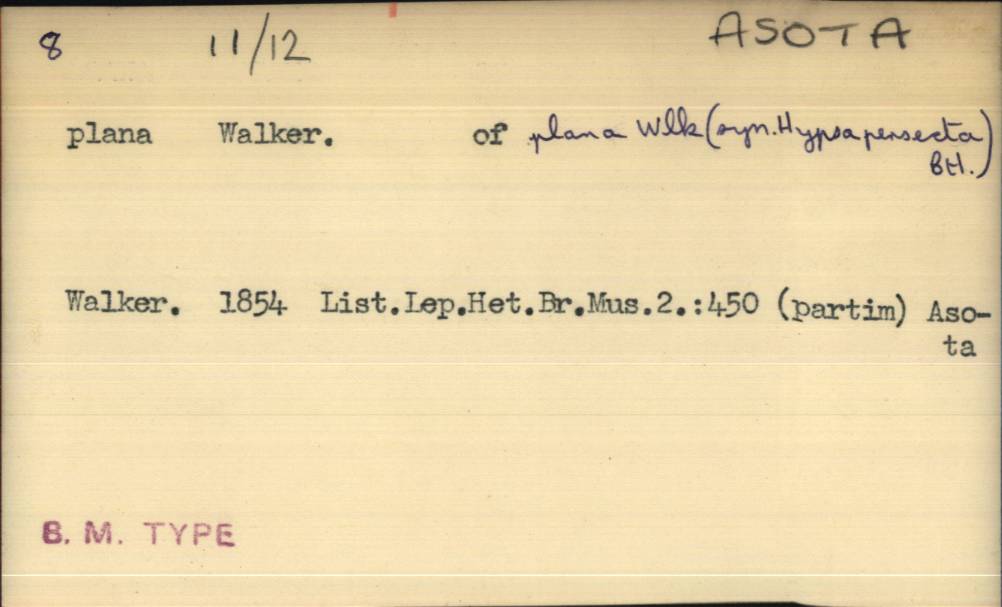 8 11/12 ASOTA
plana Walker. of plana Wlk (syn. Hypsa persecta
BH.)
Walker. 1854 List.Lep.Het.Br.Mus.2.:450 (partim) Aso-
ta
B. M. TYPE